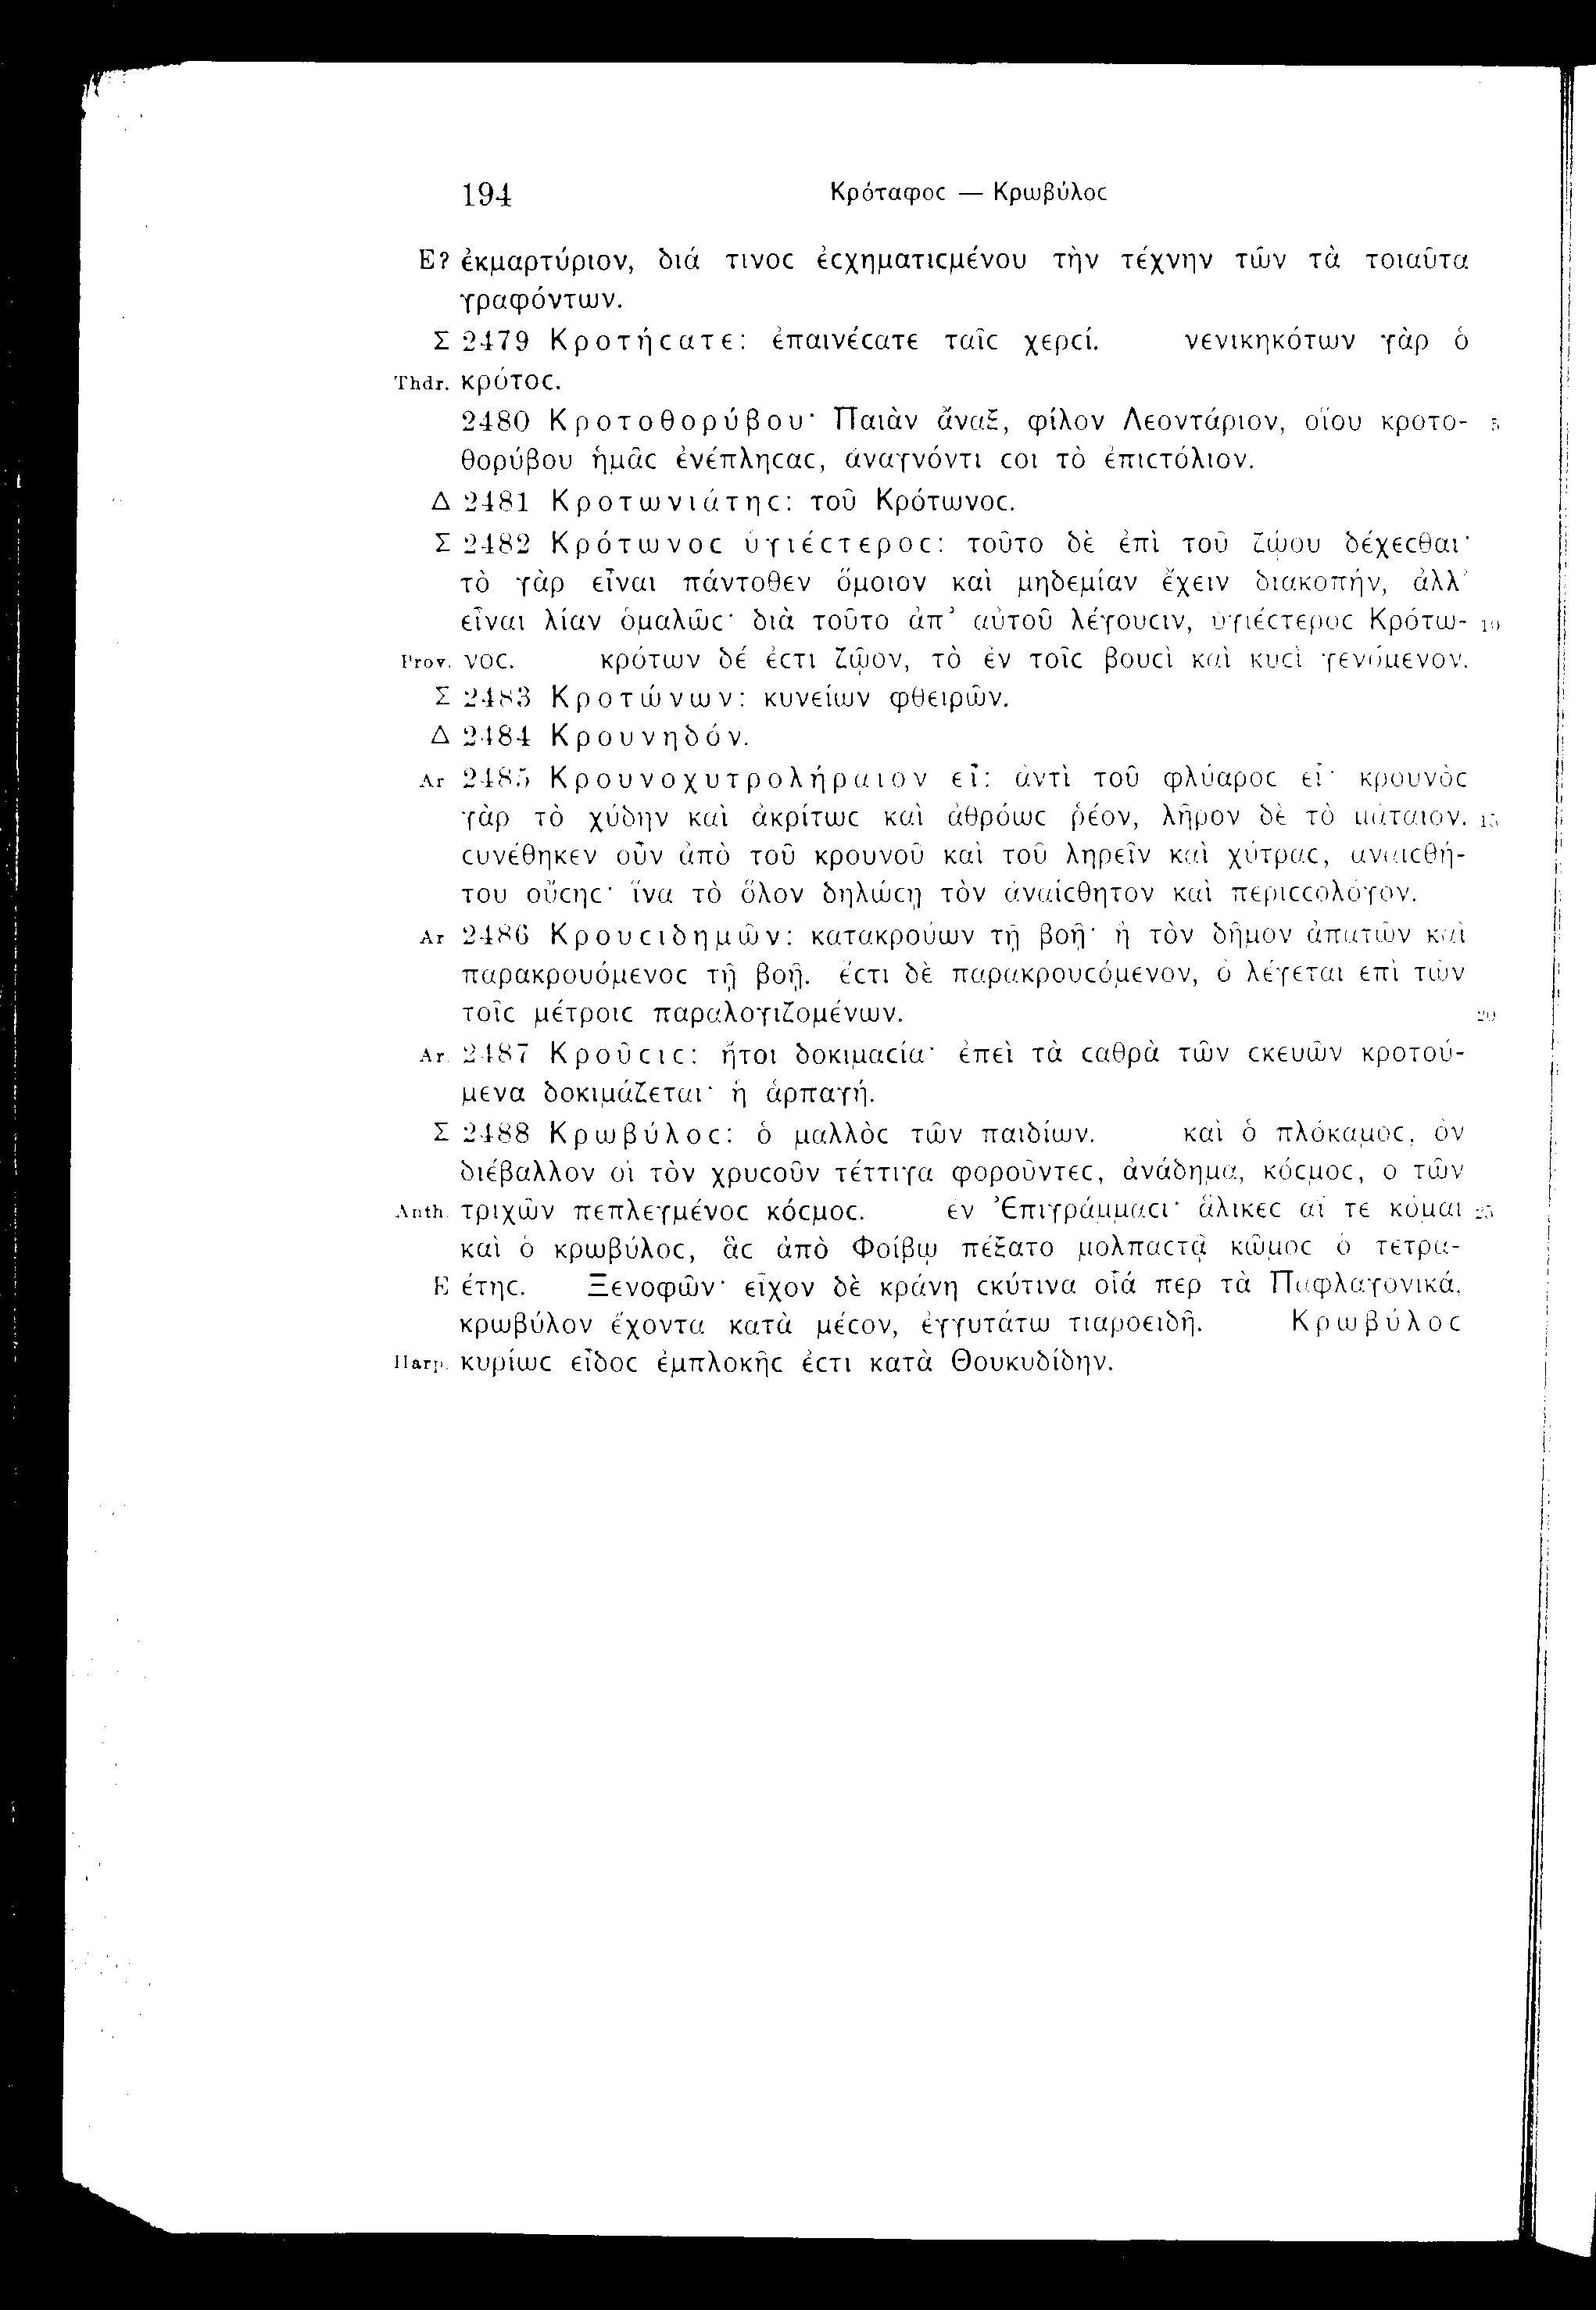 194 Κρόταφοϲ — Κρωβύλοϲ
Ε? ἐκμαρτύριον, διά τινοϲ ἐϲχηματιϲμένου τὴν τέχνην τῶν τὰ τοιαῦτα
γραφόντων.
Σ 2479 Κροτήϲατε: ἐπαινέϲατε ταῖϲ χερϲί. νενικηκότων γὰρ ὁ
Thdr. κρότοϲ.
2480 Κροτοθορύβου· Παιὰν ἄναξ, φίλον Λεοντάριον, οἵου κροτο- 5
θορύβου ἡμᾶϲ ἐνέπληϲαϲ, ἀναγνόντι ϲοι τὸ ἐπιϲτόλιον.
Δ 2481 Κροτωνιάτηϲ: τοῦ Κρότωνοϲ.
Σ 2482 Κρότωνοϲ ὑγιέϲτεροϲ: τοῦτο δὲ ἐπὶ τοῦ ζῴου δέχεϲθαι·
τὸ γὰρ εἶναι πάντοθεν ὅμοιον καὶ μηδεμίαν ἔχειν διακοπήν, ἀλλ’
εἶναι λίαν ὁμαλῶϲ· διὰ τοῦτο ἀπ’ αὐτοῦ λέγουϲιν, ὑγιέϲτεροϲ Κρότω- 10
Prov. νοϲ. κρότων δέ ἐϲτι ζῷον, τὸ ἐν τοῖϲ βουϲὶ καὶ κυϲὶ γενόμενον.
Σ 2483 Κροτώνων: κυνείων φθειρῶν.
Δ 2484 Κρουνηδόν.
Ar 2485 Κρουνοχυτρολήραιον εἶ: ἀντὶ τοῦ φλύαροϲ εἶ· κρουνὸϲ
γὰρ τὸ χύδην καὶ ἀκρίτωϲ καὶ ἀθρόωϲ ῥέον, λῆρον δὲ τὸ μάταιον. 15
ϲυνέθηκεν οὖν ἀπὸ τοῦ κρουνοῦ καὶ τοῦ ληρεῖν καὶ χύτραϲ, ἀναιϲθή-
του οὔϲηϲ· ἵνα τὸ ὅλον δηλώϲῃ τὸν ἀναίϲθητον καὶ περιϲϲολόγον.
Ar 2486 Κρουϲιδημῶν: κατακρούων τῇ βοῇ· ἢ τὸν δῆμον ἀπατῶν καὶ
παρακρουόμενοϲ τῇ βοῇ. ἔϲτι δὲ παρακρουϲόμενον, ὃ λέγεται ἐπὶ τῶν
τοῖϲ μέτροιϲ παραλογιζομένων. 20
Ar. 2487 Κροῦϲιϲ: ἤτοι δοκιμαϲία· ἐπεὶ τὰ ϲαθρὰ τῶν ϲκευῶν κροτού-
μενα δοκιμάζεται· ἢ ἁρπαγή.
Σ 2488 Κρωβύλοϲ: ὁ μαλλὸϲ τῶν παιδίων. καὶ ὁ πλόκαμοϲ, ὃν
διέβαλλον οἱ τὸν χρυϲοῦν τέττιγα φοροῦντεϲ, ἀνάδημα, κόϲμοϲ, ὁ τῶν
Anth. τριχῶν πεπλεγμένοϲ κόϲμοϲ. ἐν Ἐπιγράμμαϲι· ἅλικεϲ αἵ τε κόμαι 25
καὶ ὁ κρωβύλοϲ, ἃϲ ἀπὸ Φοίβῳ πέξατο μολπαϲτᾷ κῶμοϲ ὁ τετρα-
Ε έτηϲ. Ξενοφῶν· εἶχον δὲ κράνη ϲκύτινα οἷά περ τὰ Παφλαγονικά,
κρωβύλον ἔχοντα κατὰ μέϲον, ἐγγυτάτω τιαροειδῆ. Κρωβύλοϲ
Harp. κυρίωϲ εἶδοϲ ἐμπλοκῆϲ ἐϲτι κατὰ Θουκυδίδην.